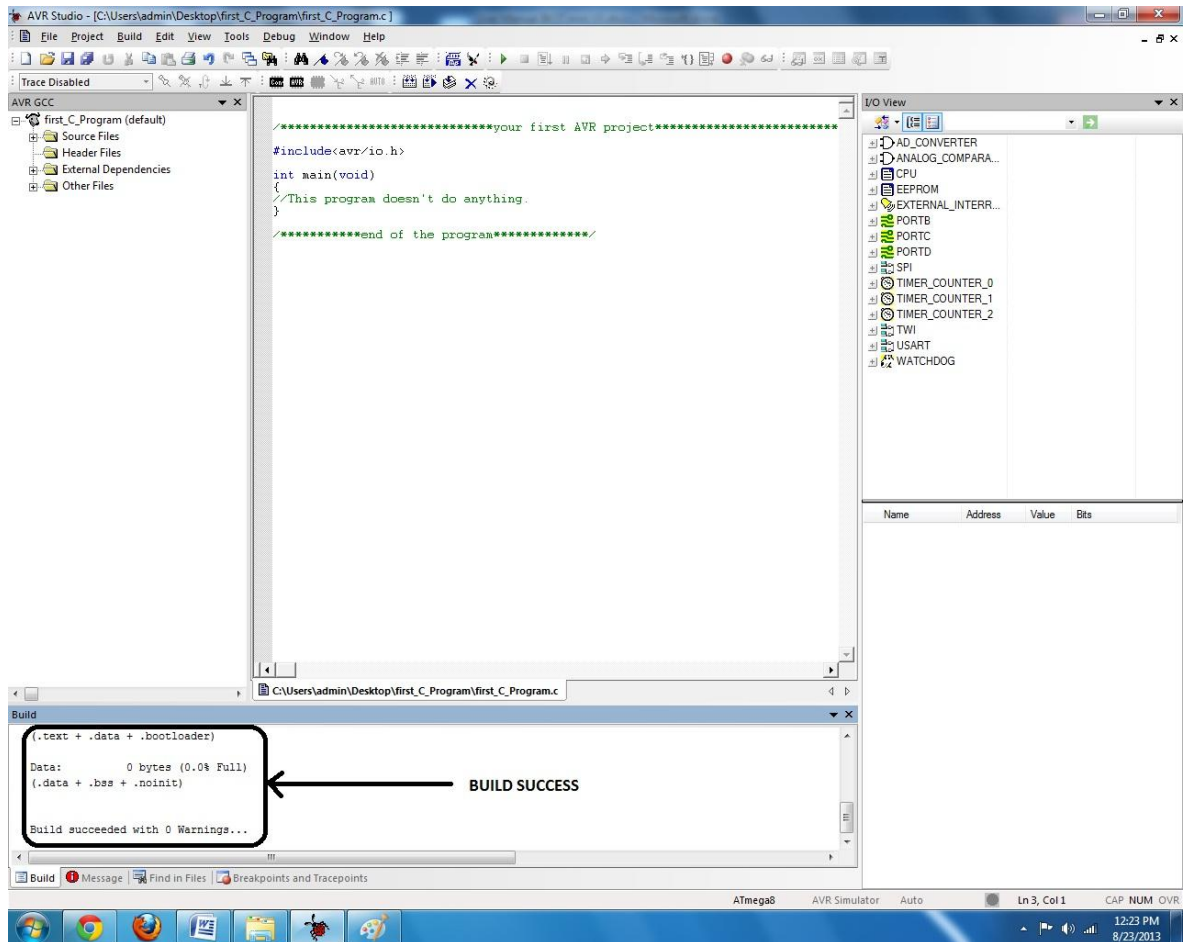 AVR Studio - [C:\Users\admin\Desktop\first_C_Program\first_C_Program.c ]
File Project Build Edit View Tools Debug Window Help
Trace Disabled
AVR GCC
first_C_Program (default)
Source Files
Header Files
External Dependencies
Other Files
/*****************************your first AVR project*************************
#include<avr/io.h>
int main(void)
{
//This program doesn't do anything.
}
/***********end of the program*************/
C:\Users\admin\Desktop\first_C_Program\first_C_Program.c
I/O View
AD_CONVERTER
ANALOG_COMPARA...
CPU
EEPROM
EXTERNAL_INTERR...
PORTB
PORTC
PORTD
SPI
TIMER_COUNTER_0
TIMER_COUNTER_1
TIMER_COUNTER_2
TWI
USART
WATCHDOG
Name Address Value Bits
Build
(.text + .data + .bootloader)
Data: 0 bytes (0.0% Full)
(.data + .bss + .noinit)
Build succeeded with 0 Warnings...
BUILD SUCCESS
Build Message Find in Files Breakpoints and Tracepoints
ATmega8 AVR Simulator Auto Ln 3, Col 1 CAP NUM OVR
12:23 PM
8/23/2013